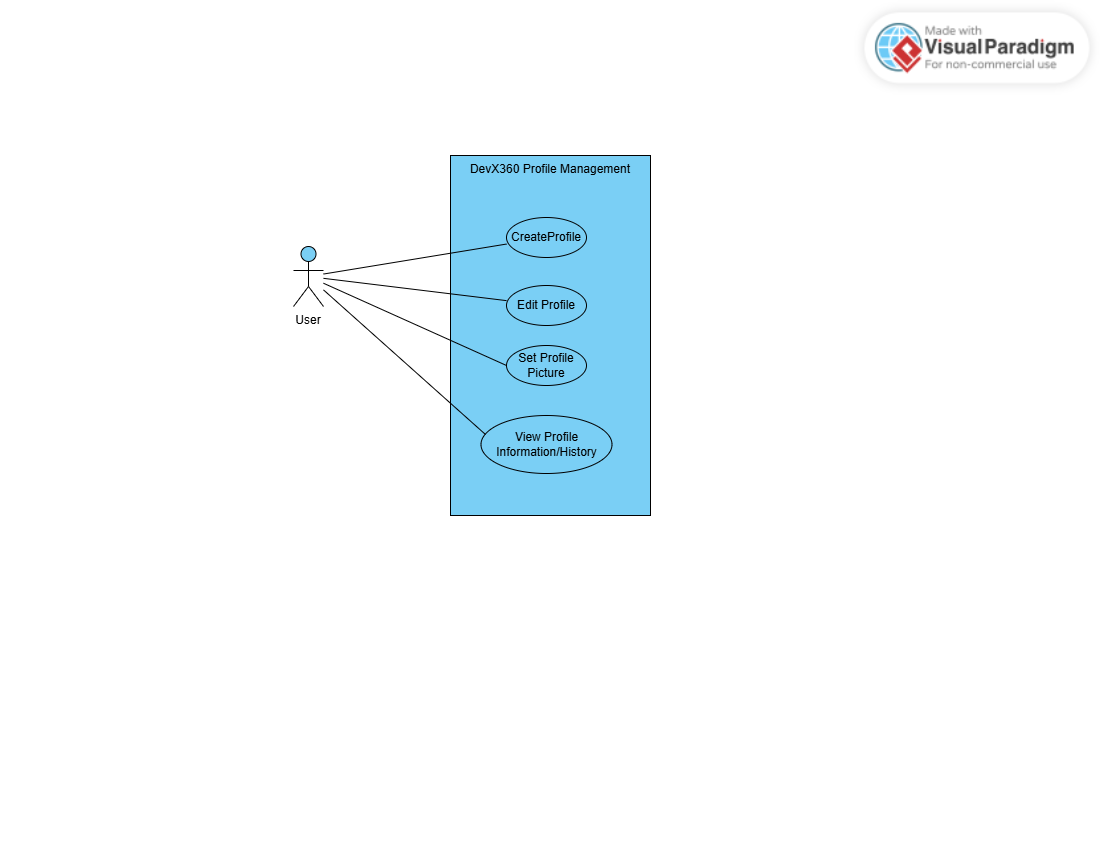 Made with
Visual Paradigm
For non-commercial use
DevX360 Profile Management
CreateProfile
Edit Profile
User
Set Profile
Picture
View Profile
Information/History